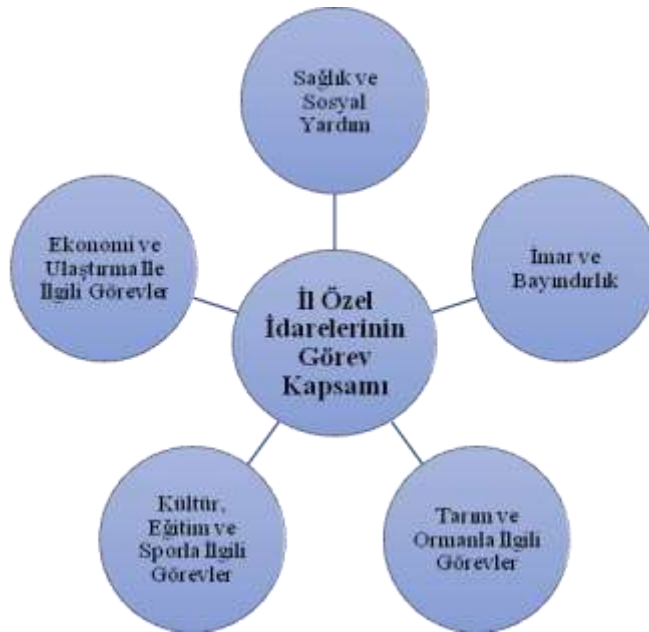 Sağlık ve
Sosyal
Yardım
Ekonomi ve
Ulaştırma İle
İlgili Görevler
İmar ve
Bayındırlık
İl Özel
İdarelerinin
Görev
Kapsamı
Kültür,
Eğitim ve
Sporla İlgili
Görevler
Tarım ve
Ormanla İlgili
Görevler